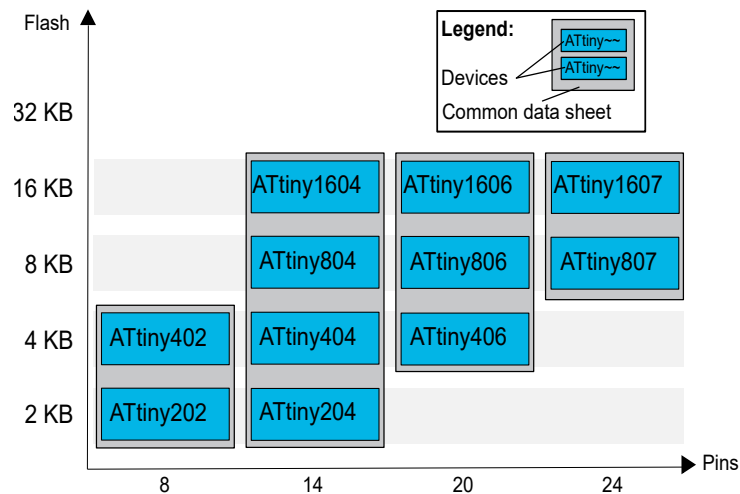 Flash
Legend:
ATtiny~~
ATtiny~~
Devices
Common data sheet
32 KB
16 KB
ATtiny1604
ATtiny1606
ATtiny1607
8 KB
ATtiny804
ATtiny806
ATtiny807
4 KB
ATtiny402
ATtiny404
ATtiny406
2 KB
ATtiny202
ATtiny204
Pins
8
14
20
24